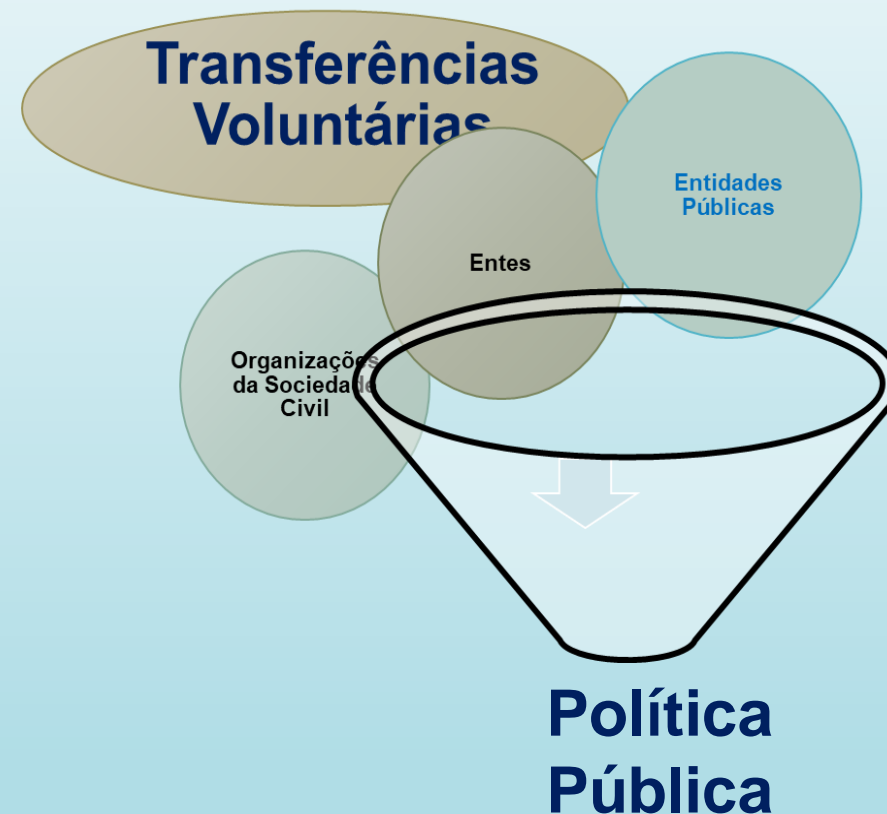 Transferências
Voluntárias
Entidades
Públicas
Entes
Organizações
da Sociedade
Civil
Política
Pública